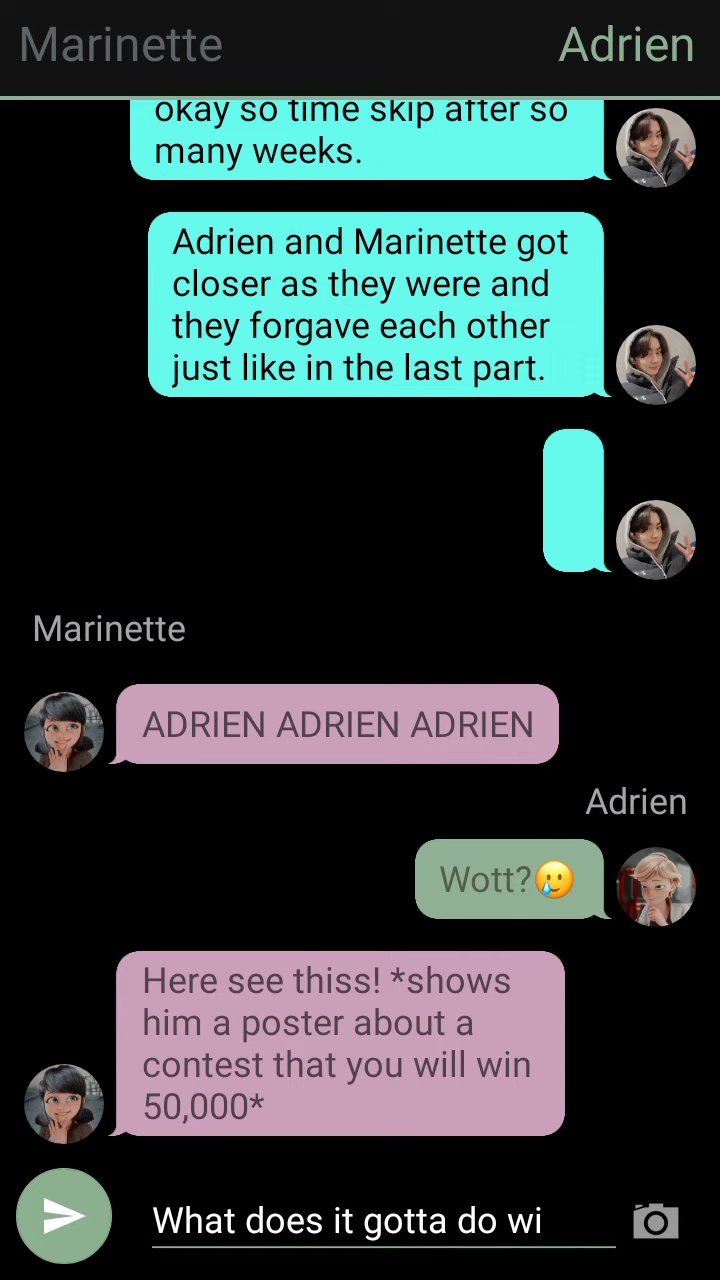 Marinette
Adrien
okay so time skip after so
many weeks.
Adrien and Marinette got
closer as they were and
they forgave each other
just like in the last part.
Marinette
ADRIEN ADRIEN ADRIEN
Adrien
Wott?🥲
Here see thiss! *shows
him a poster about a
contest that you will win
50,000*
What does it gotta do wi